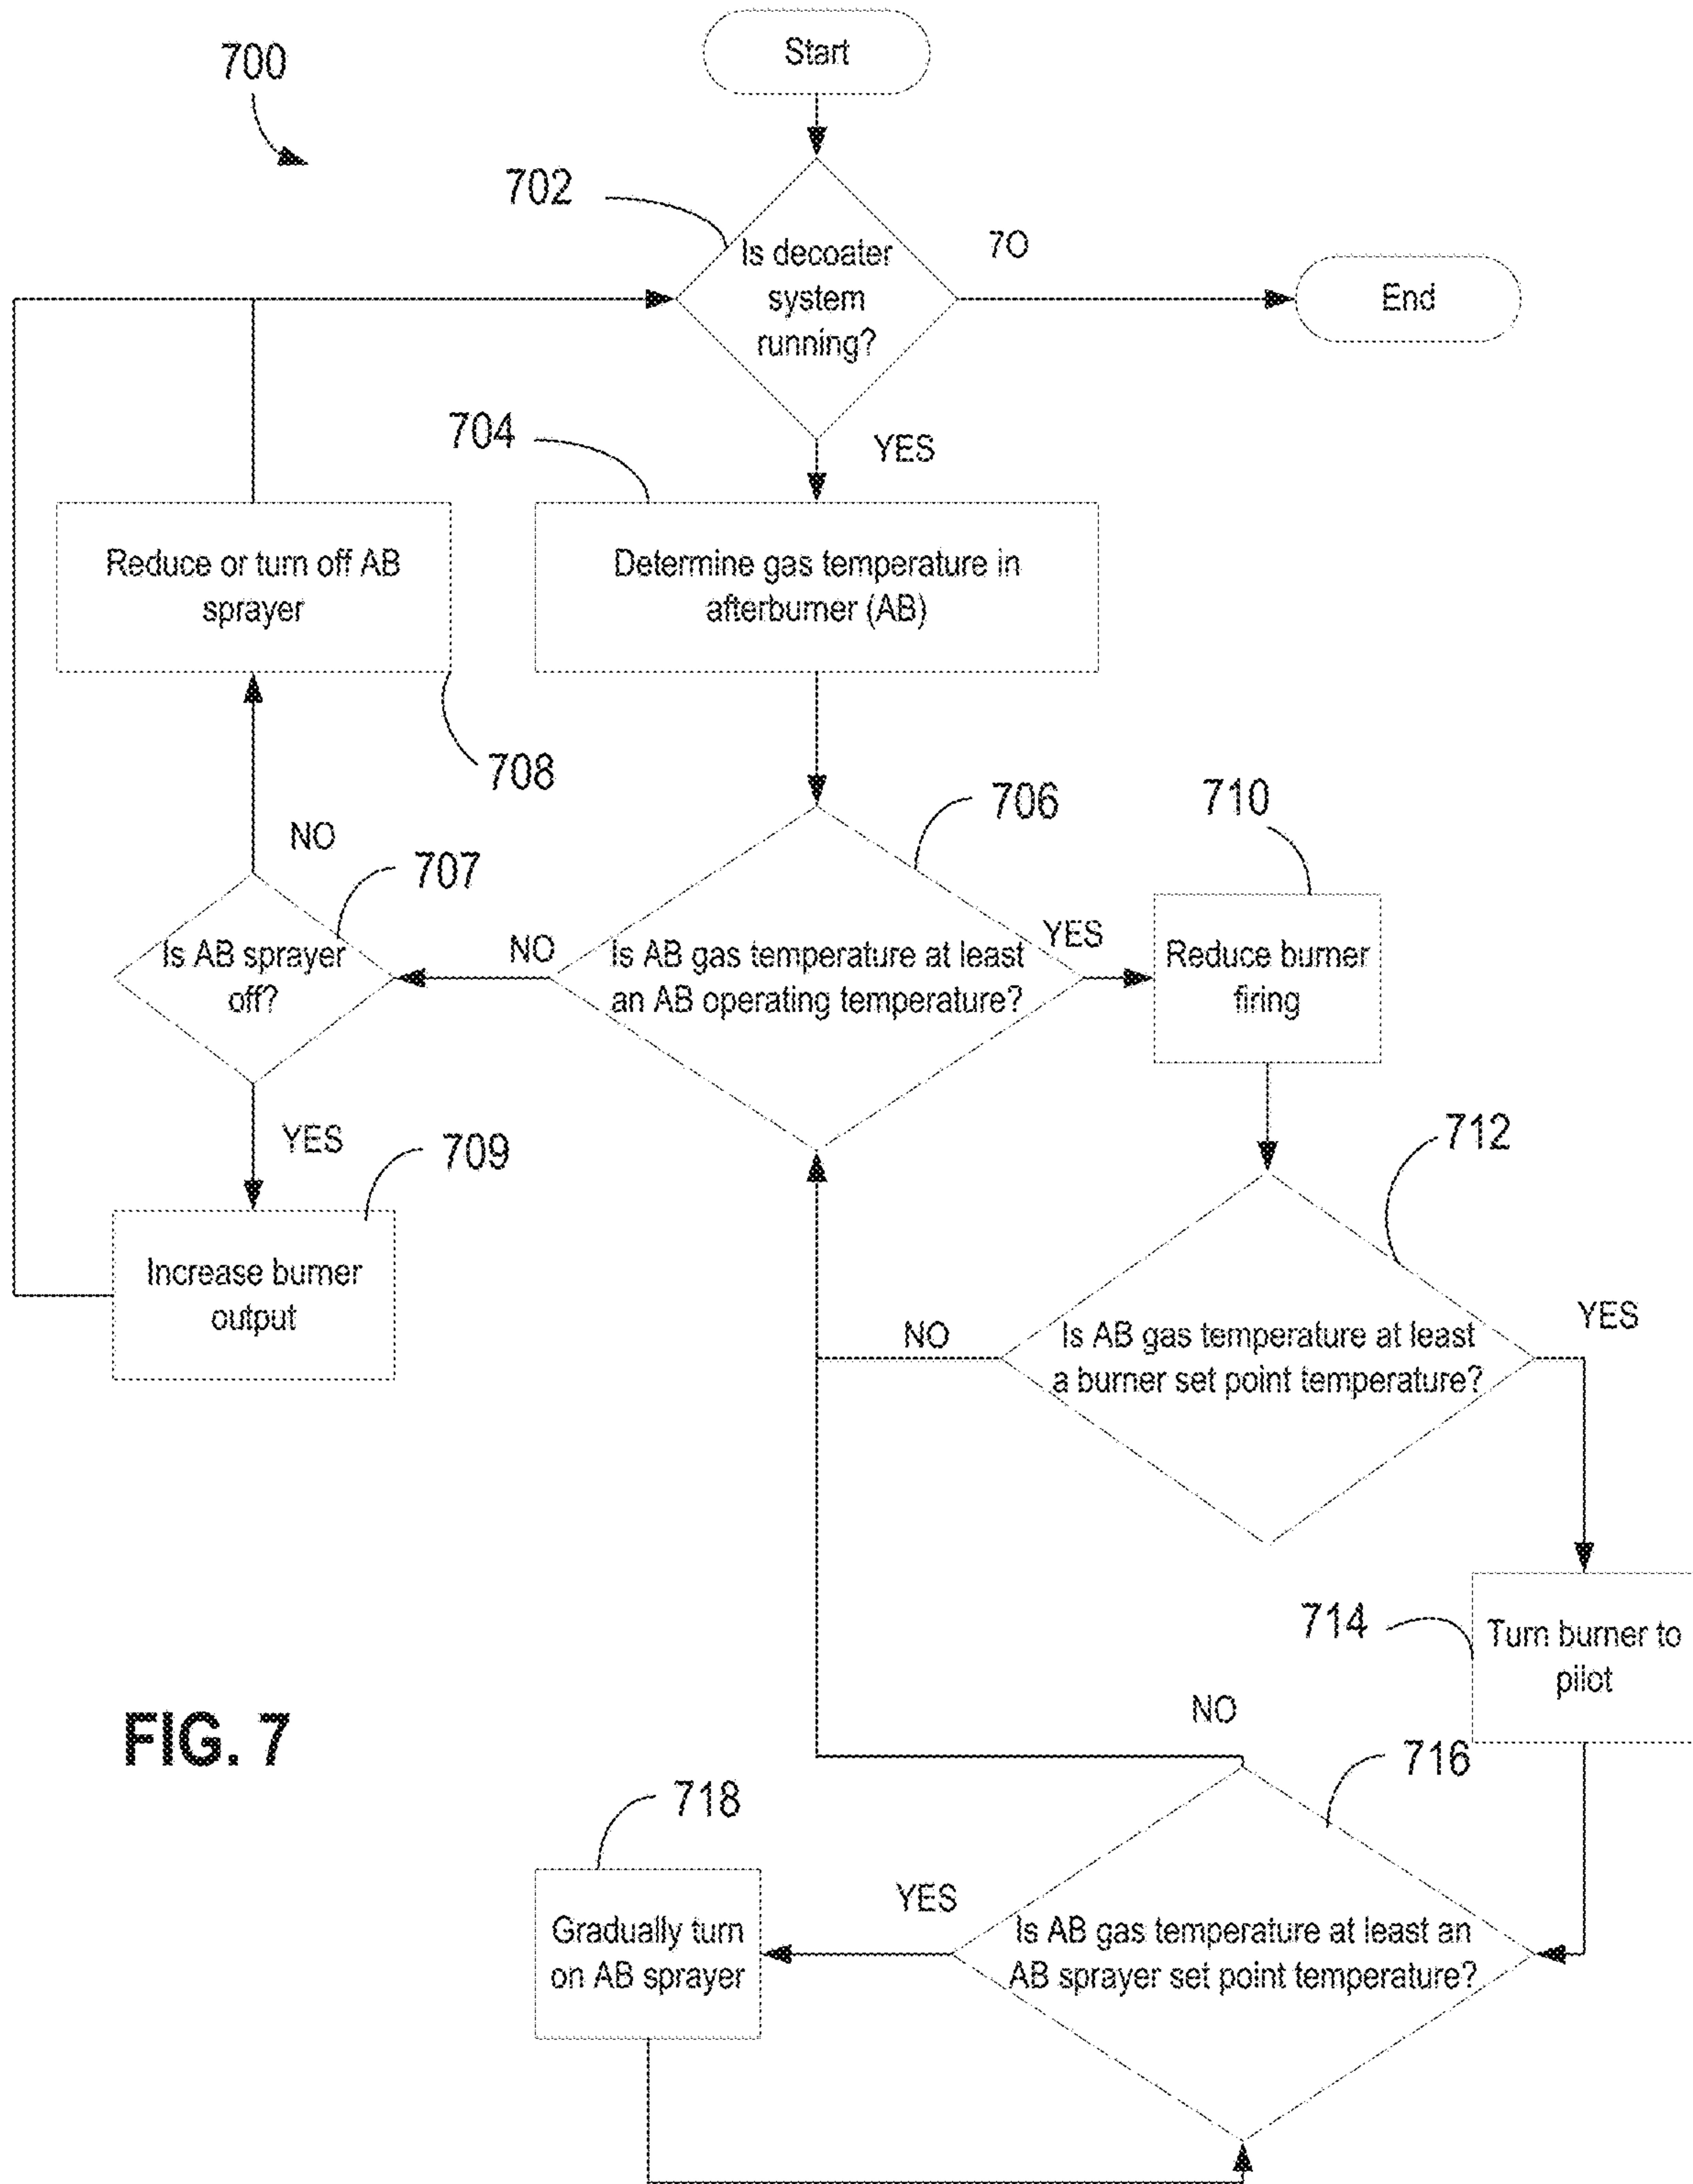 Start
700
702
Is decoater
system
running?
7O
End
704
YES
Reduce or turn off AB
sprayer
Determine gas temperature in
afterburner (AB)
708
706
710
NO
707
Is AB sprayer
off?
NO
Is AB gas temperature at least
an AB operating temperature?
YES
Reduce burner
firing
YES
709
712
Increase burner
output
NO
Is AB gas temperature at least
a burner set point temperature?
YES
714
Turn burner to
pilot
FIG. 7
NO
716
718
YES
Gradually turn
on AB sprayer
Is AB gas temperature at least an
AB sprayer set point temperature?